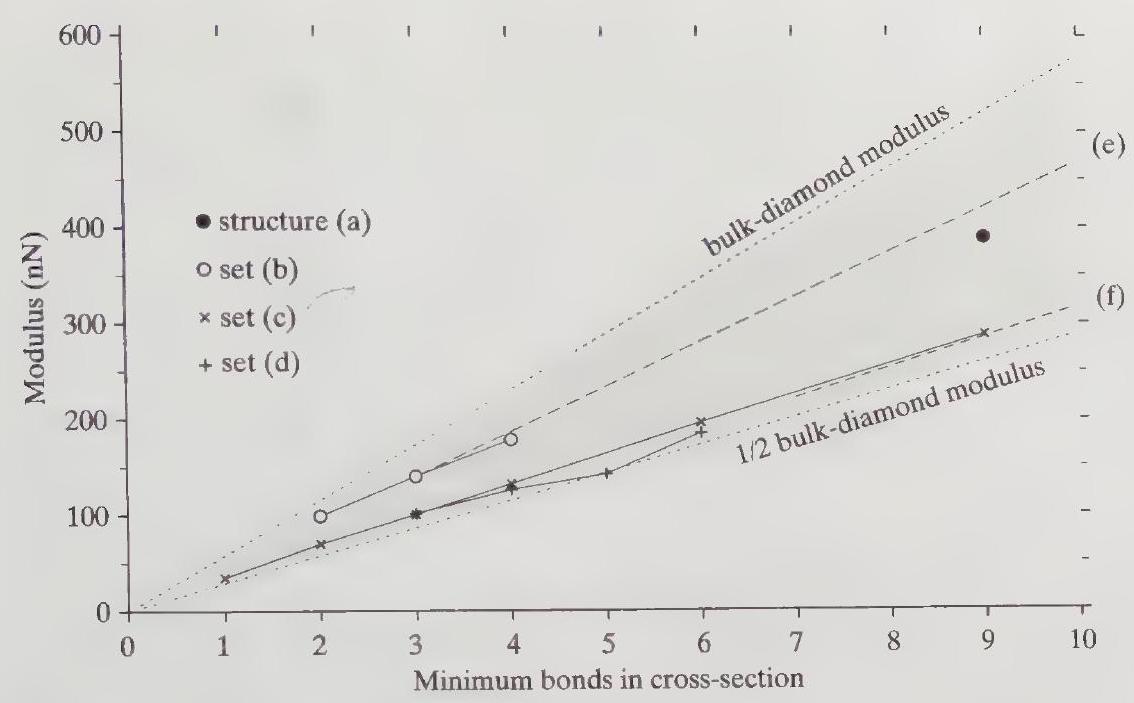 600
500
400
300
200
100
0
Modulus (nN)
structure (a)
set (b)
set (c)
set (d)
bulk-diamond modulus
(e)
(f)
1/2 bulk-diamond modulus
0 1 2 3 4 5 6 7 8 9 10
Minimum bonds in cross-section